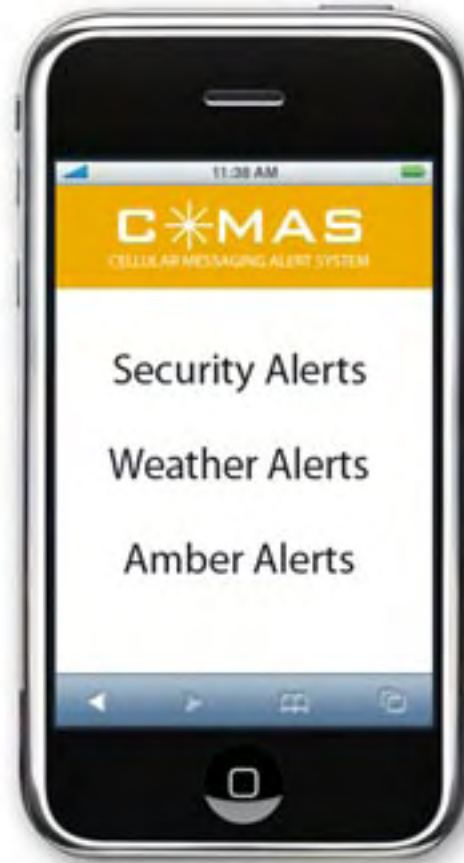 11:38 AM
C✳MAS
CELLULAR MESSAGING ALERT SYSTEM
Security Alerts
Weather Alerts
Amber Alerts